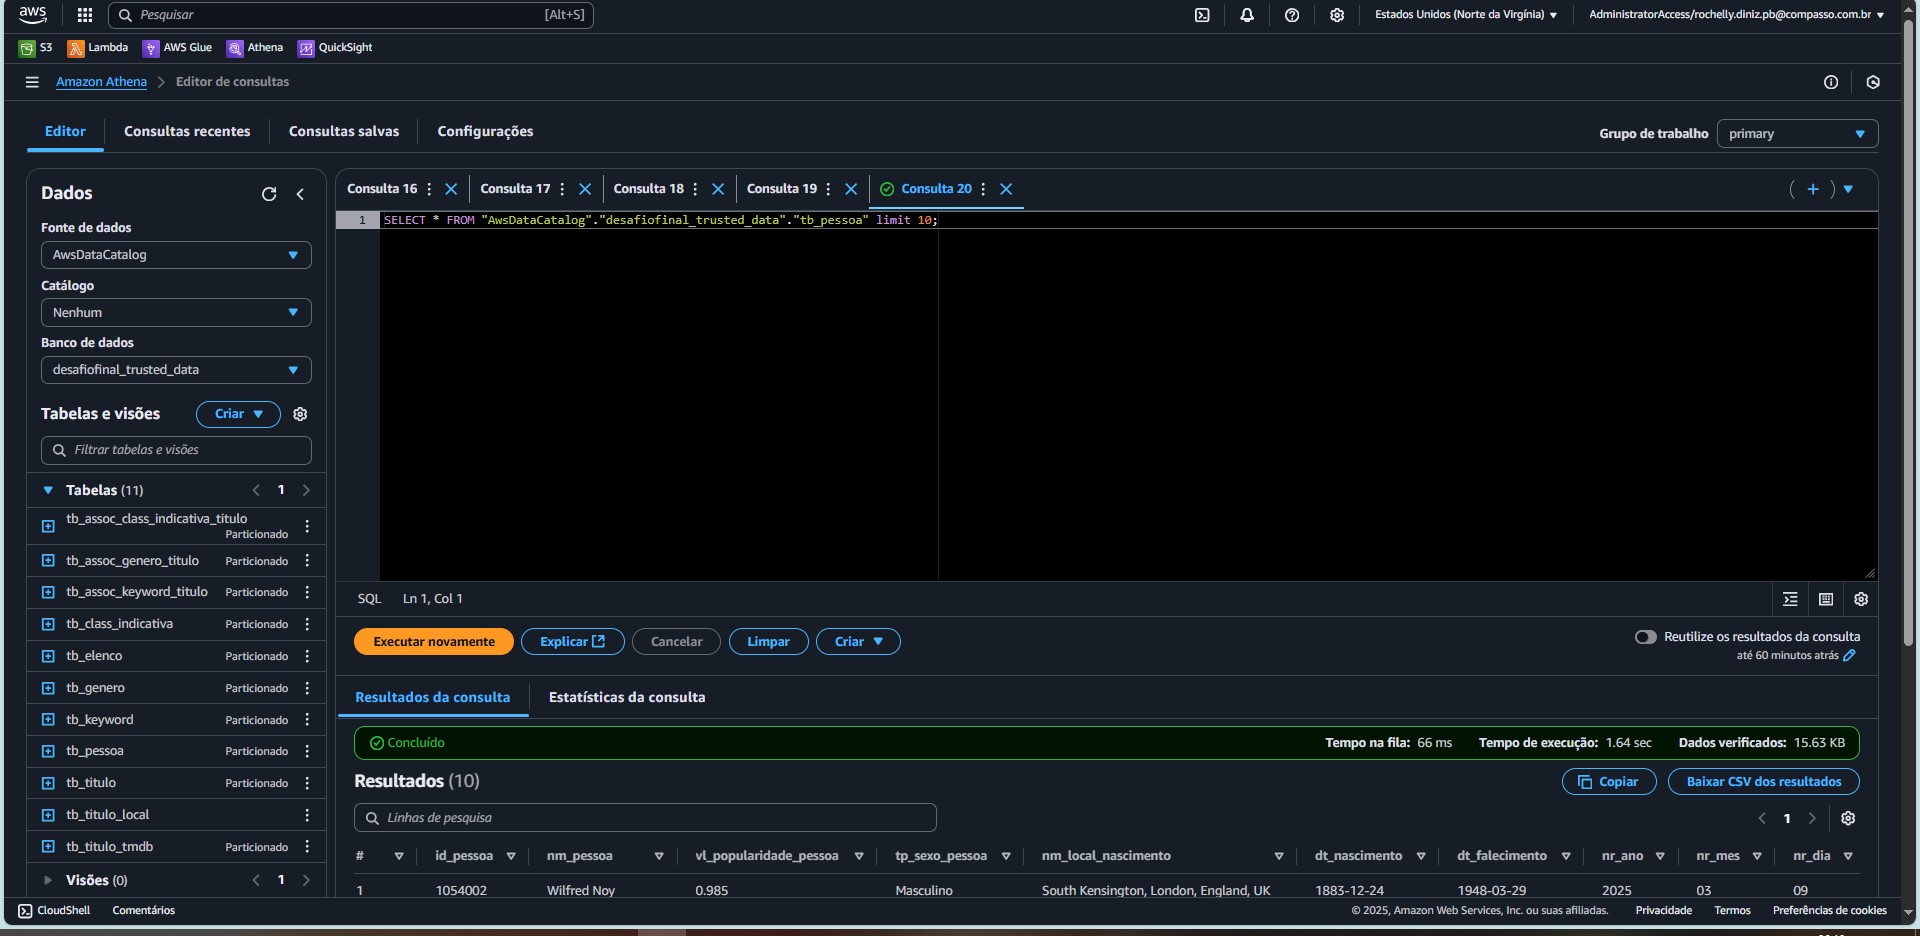 aws Pesquisar [Alt+S] Estados Unidos (Norte da Virgínia) AdministratorAccess/rochelly.diniz.pb@compasso.com.br
S3 Lambda AWS Glue Athena QuickSight
Amazon Athena Editor de consultas
Editor Consultas recentes Consultas salvas Configurações Grupo de trabalho primary
Dados
Fonte de dados
AwsDataCatalog
Catálogo
Nenhum
Banco de dados
desafiofinal_trusted_data
Tabelas e visões Criar
Filtrar tabelas e visões
Tabelas (11) 1
tb_assoc_class_indicativa_titulo
Particionado
tb_assoc_genero_titulo Particionado
tb_assoc_keyword_titulo Particionado
tb_class_indicativa Particionado
tb_elenco Particionado
tb_genero Particionado
tb_keyword Particionado
tb_pessoa Particionado
tb_titulo Particionado
tb_titulo_local
tb_titulo_tmdb Particionado
Visões (0) 1
Consulta 16 Consulta 17 Consulta 18 Consulta 19 Consulta 20
1 SELECT * FROM "AwsDataCatalog"."desafiofinal_trusted_data"."tb_pessoa" limit 10;
SQL Ln 1, Col 1
Executar novamente Explicar Cancelar Limpar Criar Reutilize os resultados da consulta
até 60 minutos atrás
Resultados da consulta Estatísticas da consulta
Concluído Tempo na fila: 66 ms Tempo de execução: 1.64 sec Dados verificados: 15.63 KB
Resultados (10) Copiar Baixar CSV dos resultados
Linhas de pesquisa 1
# id_pessoa nm_pessoa vl_popularidade_pessoa tp_sexo_pessoa nm_local_nascimento dt_nascimento dt_falecimento nr_ano nr_mes nr_dia
1 1054002 Wilfred Noy 0.985 Masculino South Kensington, London, England, UK 1883-12-24 1948-03-29 2025 03 09
CloudShell Comentários © 2025, Amazon Web Services, Inc. ou suas afiliadas. Privacidade Termos Preferências de cookies